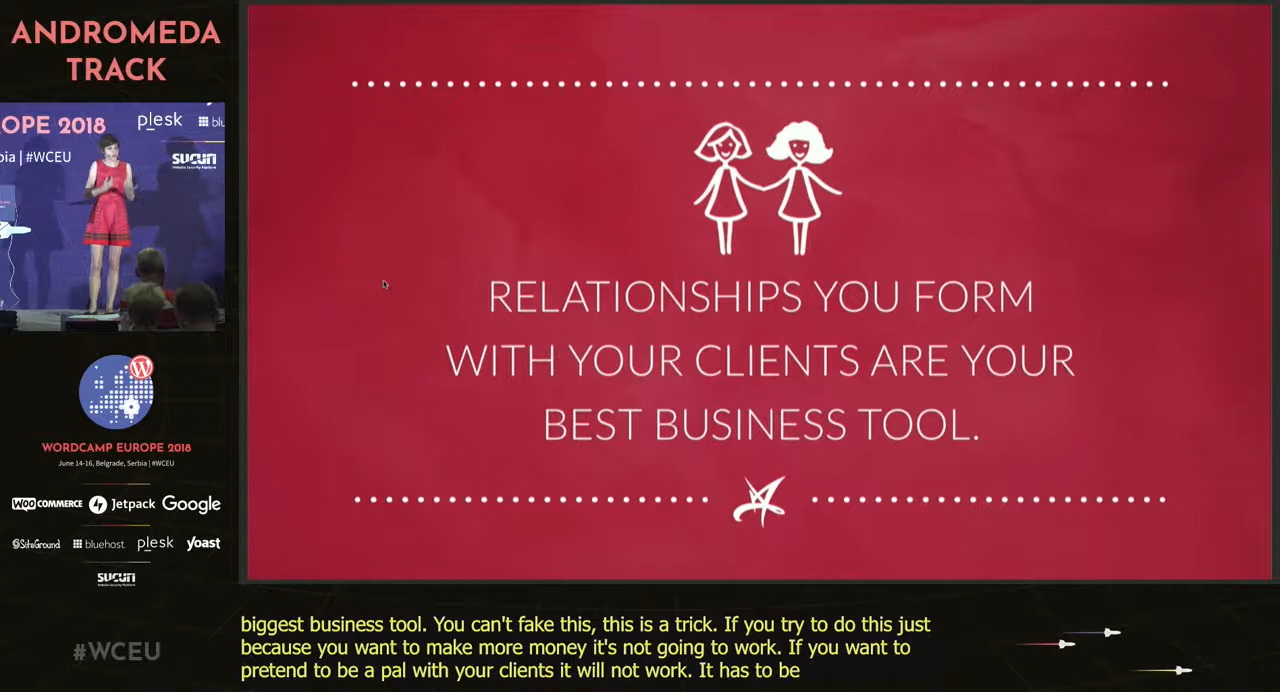 ANDROMEDA
TRACK
OPE 2018
plesk
blu
bia | #WCEU
SUCURI
WORDCAMP EUROPE 2018
June 14-16, Belgrade, Serbia | #WCEU
WOO COMMERCE
Jetpack
Google
SiteGround
bluehost
plesk
yoast
SUCURI
#WCEU
RELATIONSHIPS YOU FORM
WITH YOUR CLIENTS ARE YOUR
BEST BUSINESS TOOL.
biggest business tool. You can't fake this, this is a trick. If you try to do this just
because you want to make more money it's not going to work. If you want to
pretend to be a pal with your clients it will not work. It has to be